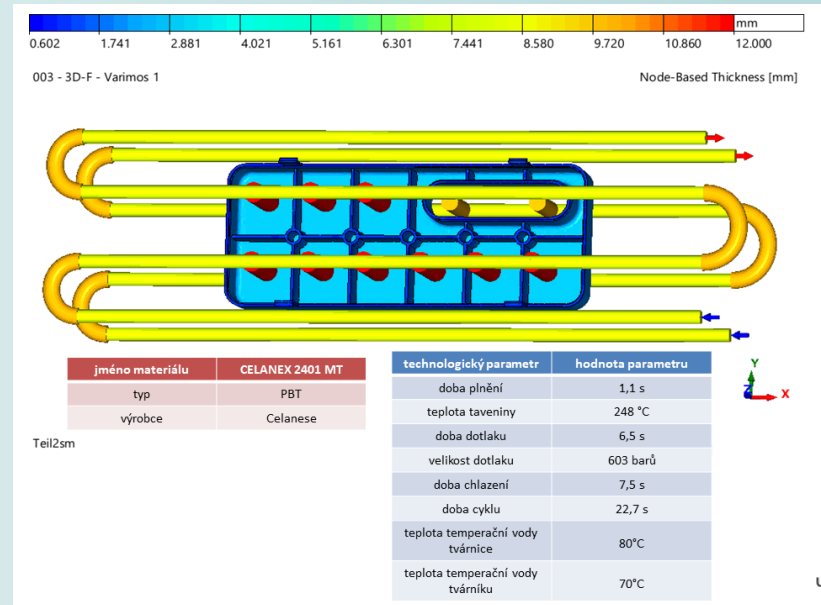 mm
0.602 1.741 2.881 4.021 5.161 6.301 7.441 8.580 9.720 10.860 12.000
003 - 3D-F - Varimos 1
Node-Based Thickness [mm]
jméno materiálu CELANEX 2401 MT
typ PBT
výrobce Celanese
Teil2sm
technologický parametr hodnota parametru
doba plnění 1,1 s
teplota taveniny 248 °C
doba dotlaku 6,5 s
velikost dotlaku 603 barů
doba chlazení 7,5 s
doba cyklu 22,7 s
teplota temperační vody
tvárnice 80°C
teplota temperační vody
tvárníku 70°C
Y
Z
X